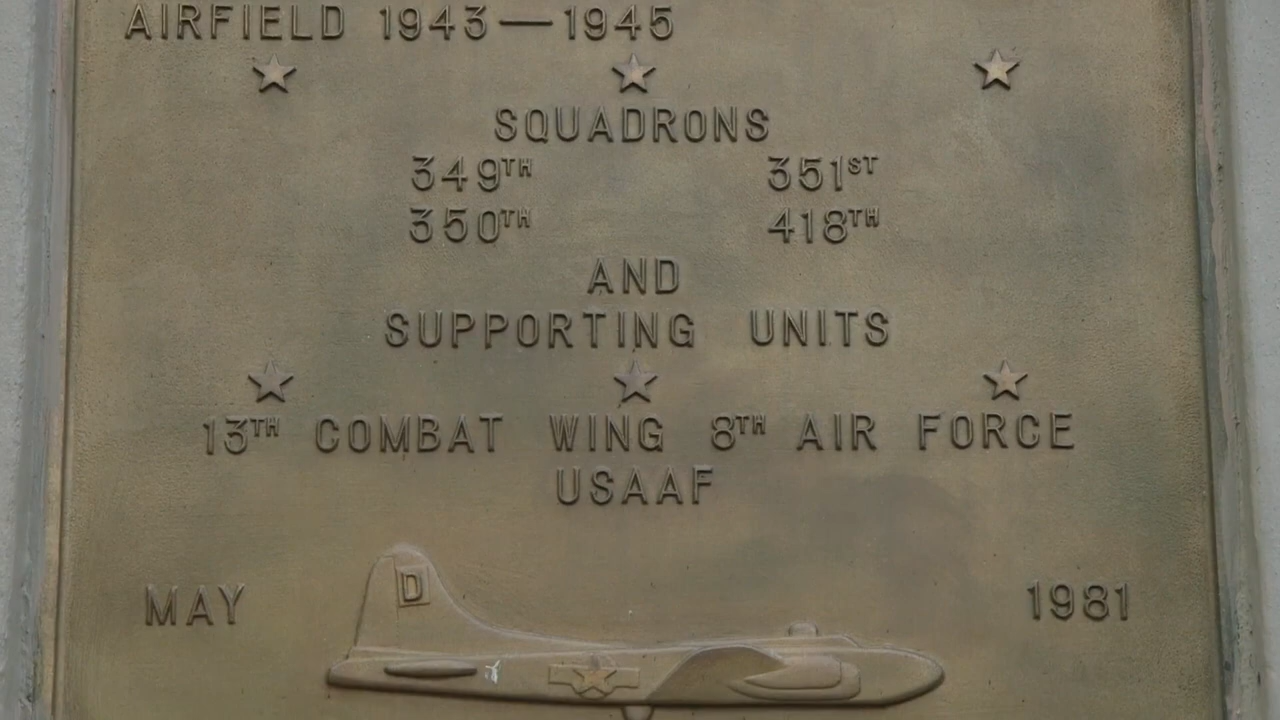 AIRFIELD 1943—1945
SQUADRONS
349TH 351ST
350TH 418TH
AND
SUPPORTING UNITS
13TH COMBAT WING 8TH AIR FORCE
USAAF
D
MAY 1981